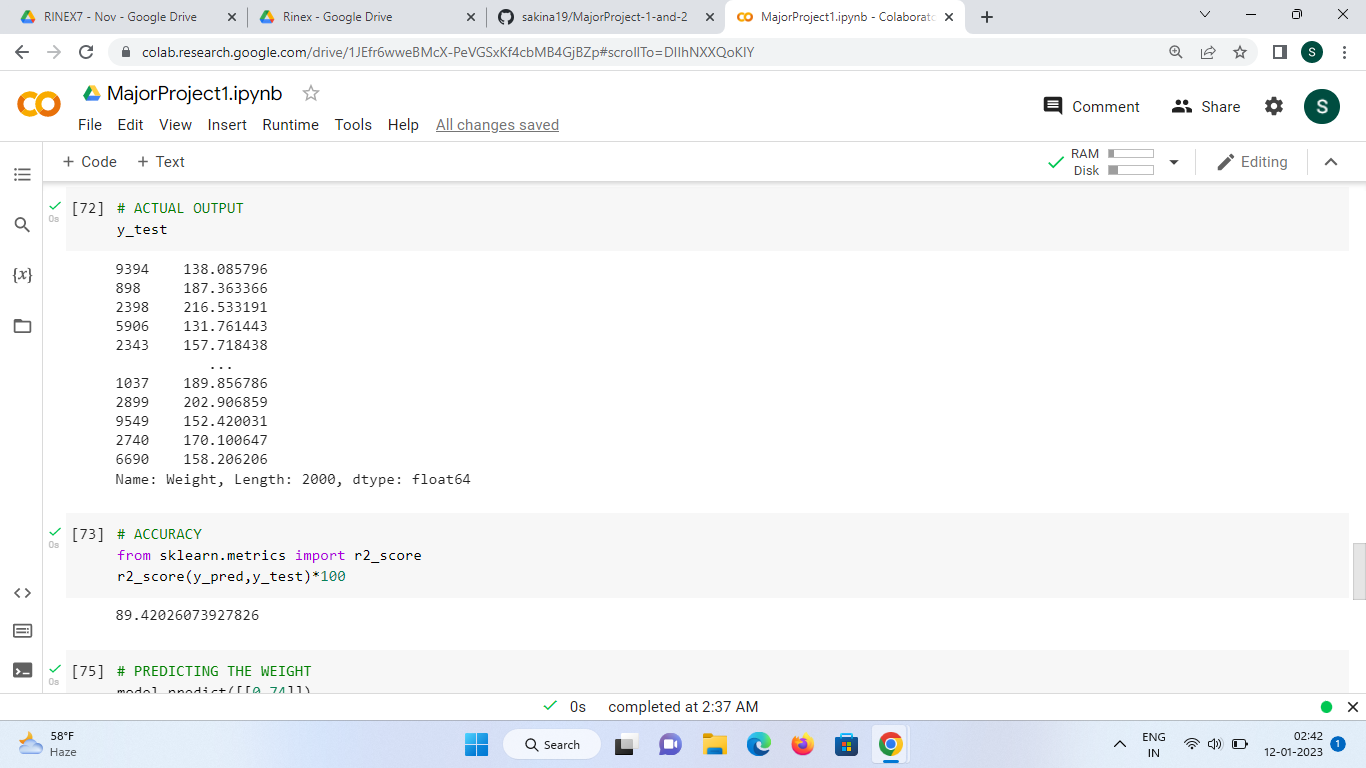 RINEX7 - Nov - Google Drive
Rinex - Google Drive
sakina19/MajorProject-1-and-2
MajorProject1.ipynb - Colaborato
colab.research.google.com/drive/1JEfr6wweBMcX-PeVGSxKf4cbMB4GjBZp#scrollTo=DIIhNXXQoKIY
S
MajorProject1.ipynb
File Edit View Insert Runtime Tools Help All changes saved
Comment
Share
S
+ Code + Text
RAM
Disk
Editing
[72] # ACTUAL OUTPUT
0s
y_test
9394 138.085796
898 187.363366
2398 216.533191
5906 131.761443
2343 157.718438
...
1037 189.856786
2899 202.906859
9549 152.420031
2740 170.100647
6690 158.206206
Name: Weight, Length: 2000, dtype: float64
[73] # ACCURACY
0s
from sklearn.metrics import r2_score
r2_score(y_pred,y_test)*100
89.42026073927826
[75] # PREDICTING THE WEIGHT
0s
model.predict([[0,74]])
{x}
<>
0s completed at 2:37 AM
58°F
Haze
Search
ENG
IN
02:42
12-01-2023
1